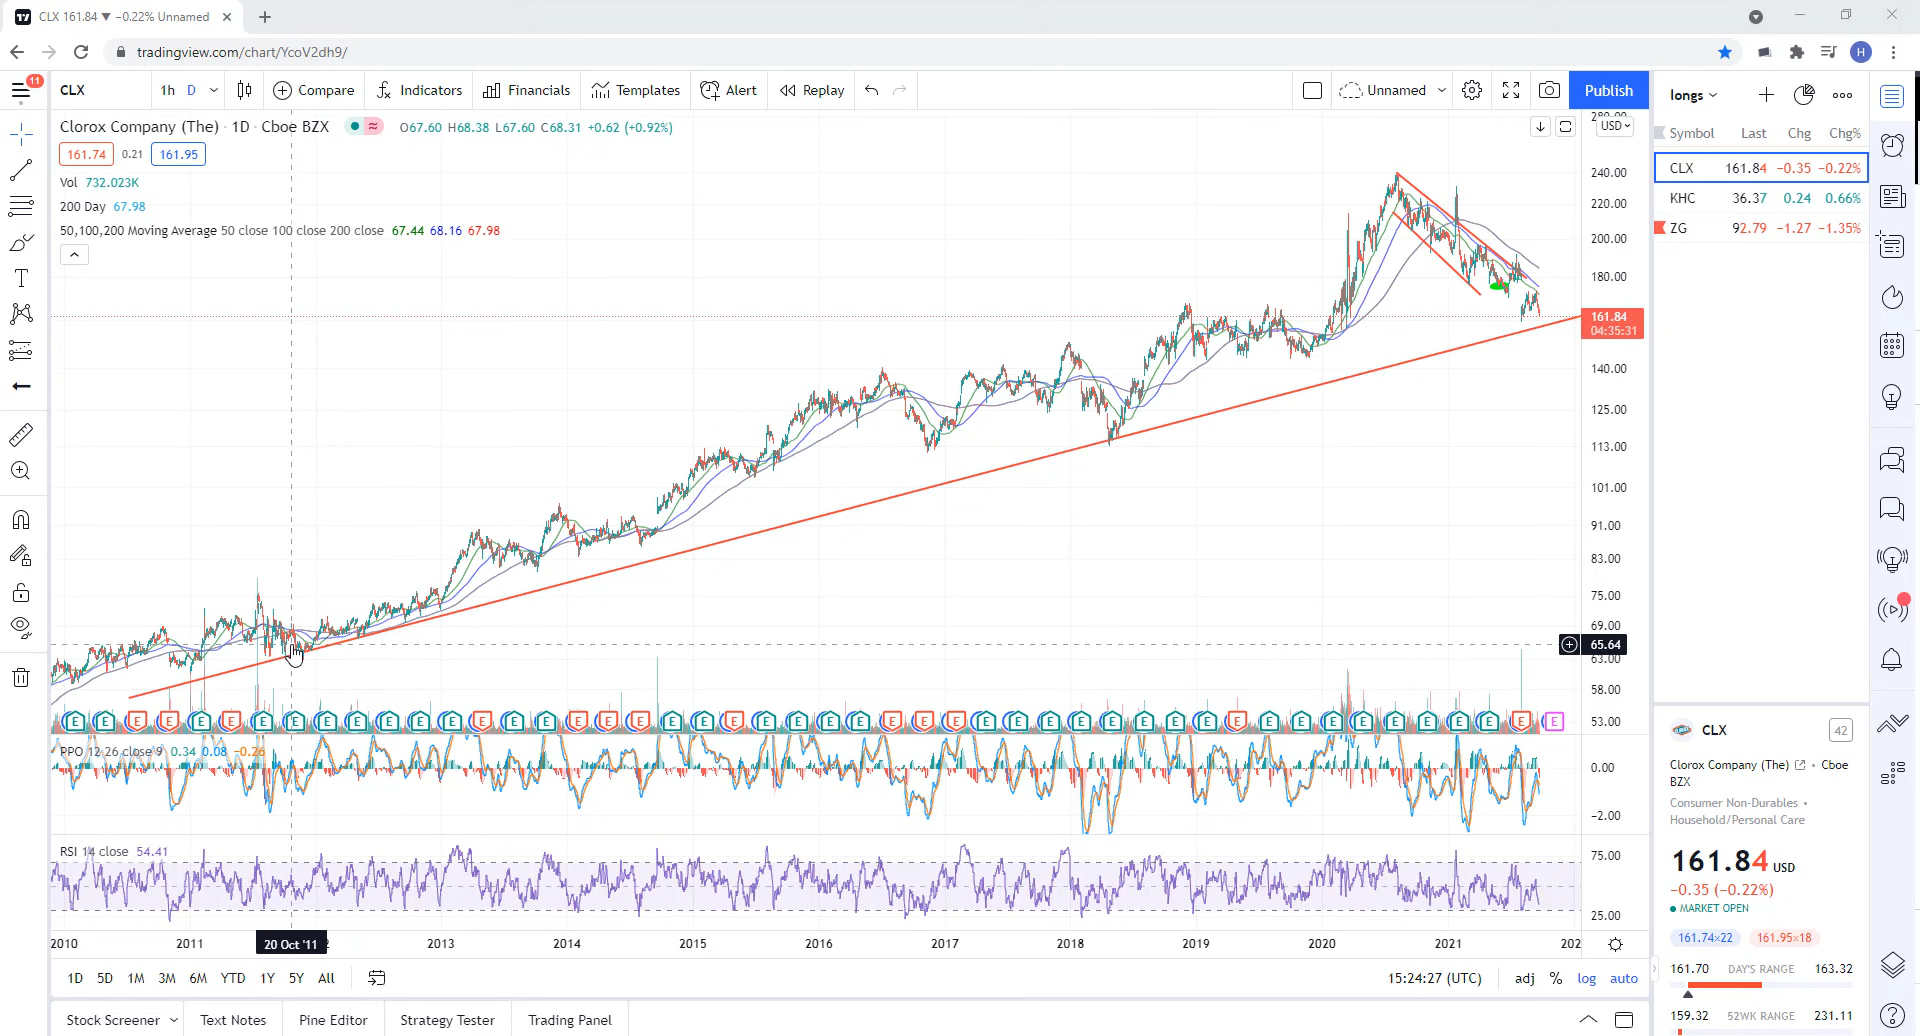 CLX 161.84 ▼ −0.22% Unnamed
tradingview.com/chart/YcoV2dh9/
H
11
CLX 1h D Compare Indicators Financials Templates Alert Replay Unnamed Publish
longs
Clorox Company (The) · 1D · Cboe BZX O67.60 H68.38 L67.60 C68.31 +0.62 (+0.92%)
USD
Symbol Last Chg Chg%
161.74 0.21 161.95
CLX 161.84 −0.35 −0.22%
Vol 732.023K
KHC 36.37 0.24 0.66%
200 Day 67.98
50,100,200 Moving Average 50 close 100 close 200 close 67.44 68.16 67.98
ZG 92.79 −1.27 −1.35%
280.00
240.00
220.00
200.00
180.00
161.84
04:35:31
140.00
125.00
113.00
101.00
91.00
83.00
75.00
69.00
65.64
63.00
58.00
53.00
E E E E E E E E E E E E E E E E E E E E E E E E E E E E E E E E E E E E E E E E E E E E E E E E
PPO 12 26 close 9 0.34 0.08 −0.26
0.00
−2.00
RSI 14 close 54.41
75.00
25.00
2010 2011 20 Oct '11 2 2013 2014 2015 2016 2017 2018 2019 2020 2021 202
1D 5D 1M 3M 6M YTD 1Y 5Y All 15:24:27 (UTC) adj % log auto
Stock Screener Text Notes Pine Editor Strategy Tester Trading Panel
CLX 42
Clorox Company (The) • Cboe
BZX
Consumer Non-Durables •
Household/Personal Care
161.84 USD
−0.35 (−0.22%)
MARKET OPEN
161.74×22 161.95×18
161.70 DAY'S RANGE 163.32
159.32 52WK RANGE 231.11